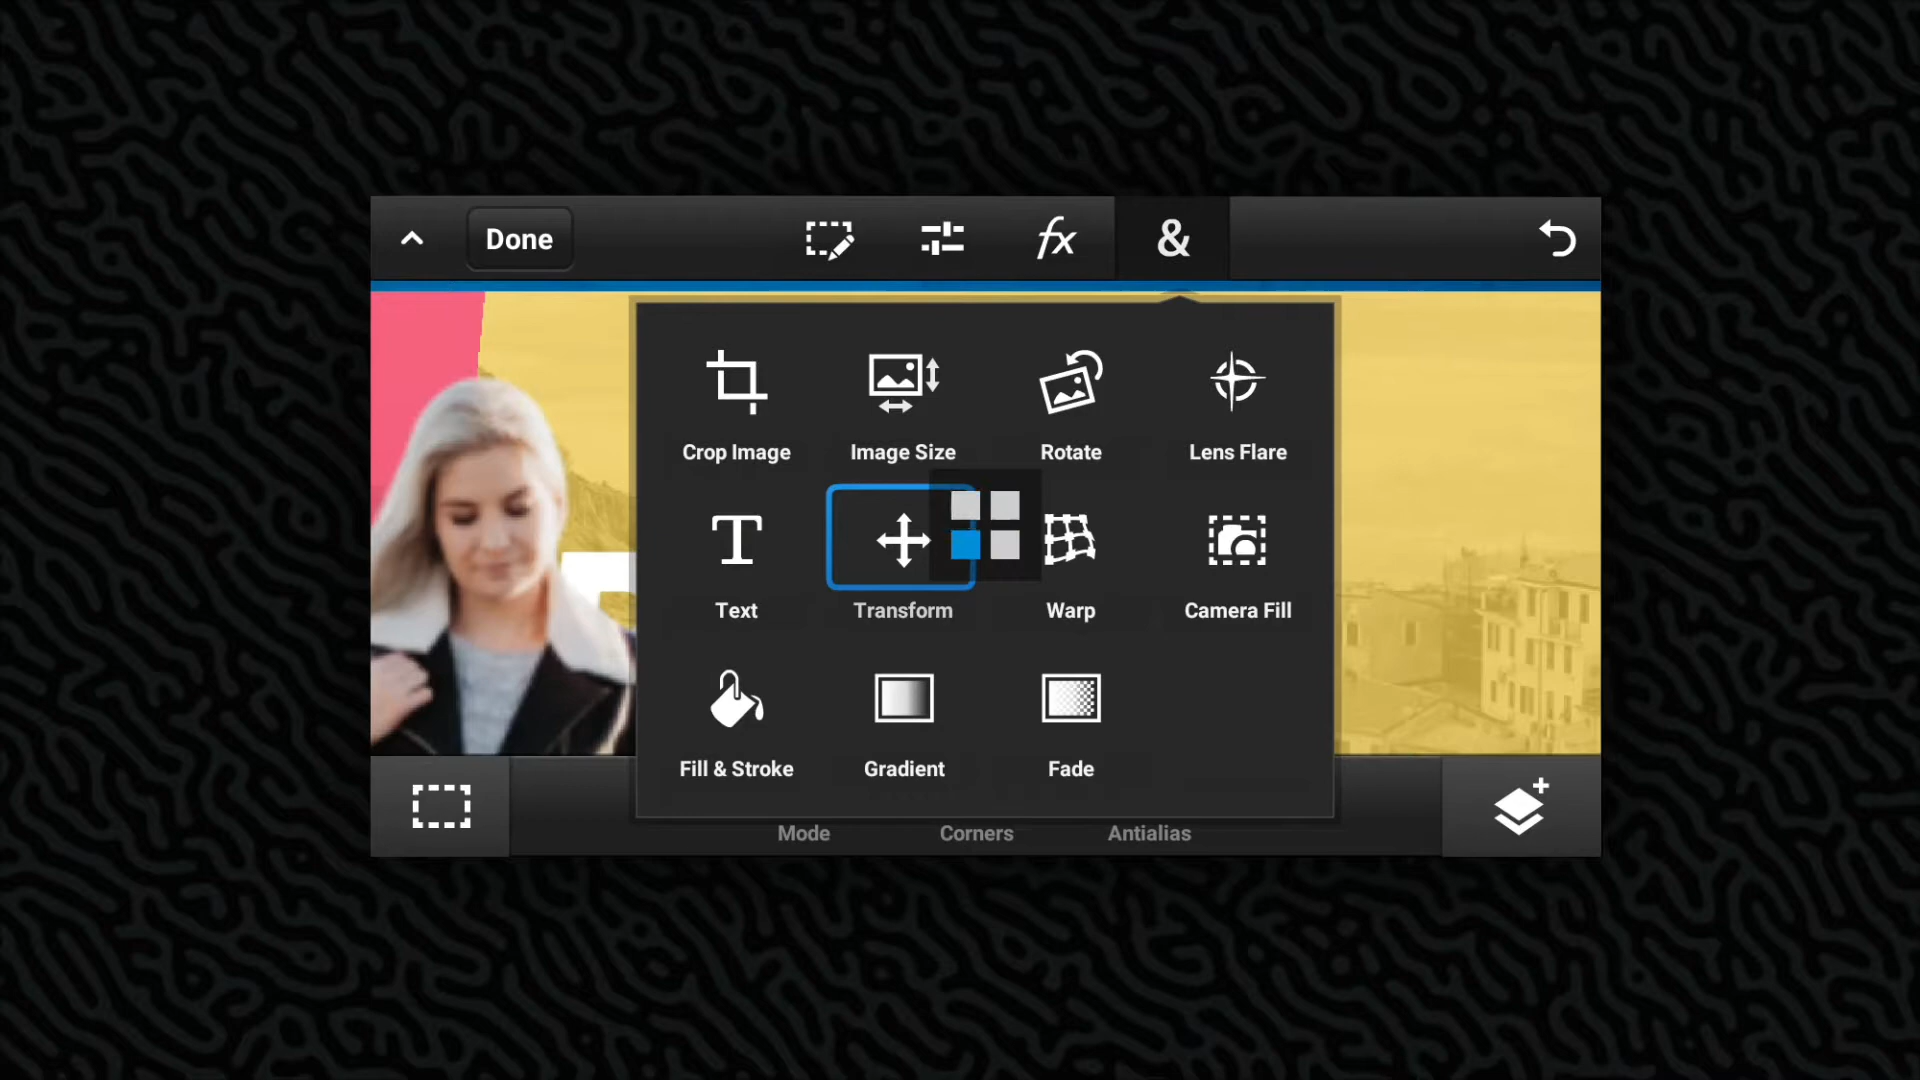 Done
fx
&
Crop Image
Image Size
Rotate
Lens Flare
T
Text
Transform
Warp
Camera Fill
Fill & Stroke
Gradient
Fade
Mode
Corners
Antialias